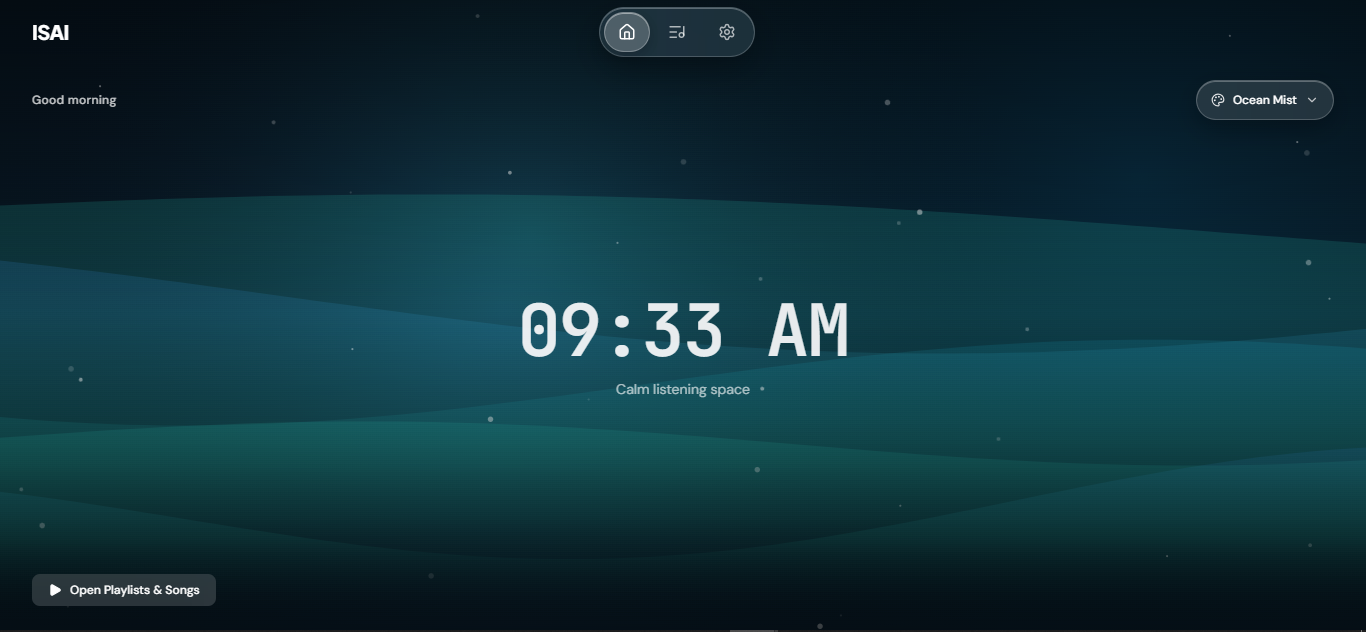 ISAI
Good morning
Ocean Mist
09:33 AM
Calm listening space
Open Playlists & Songs